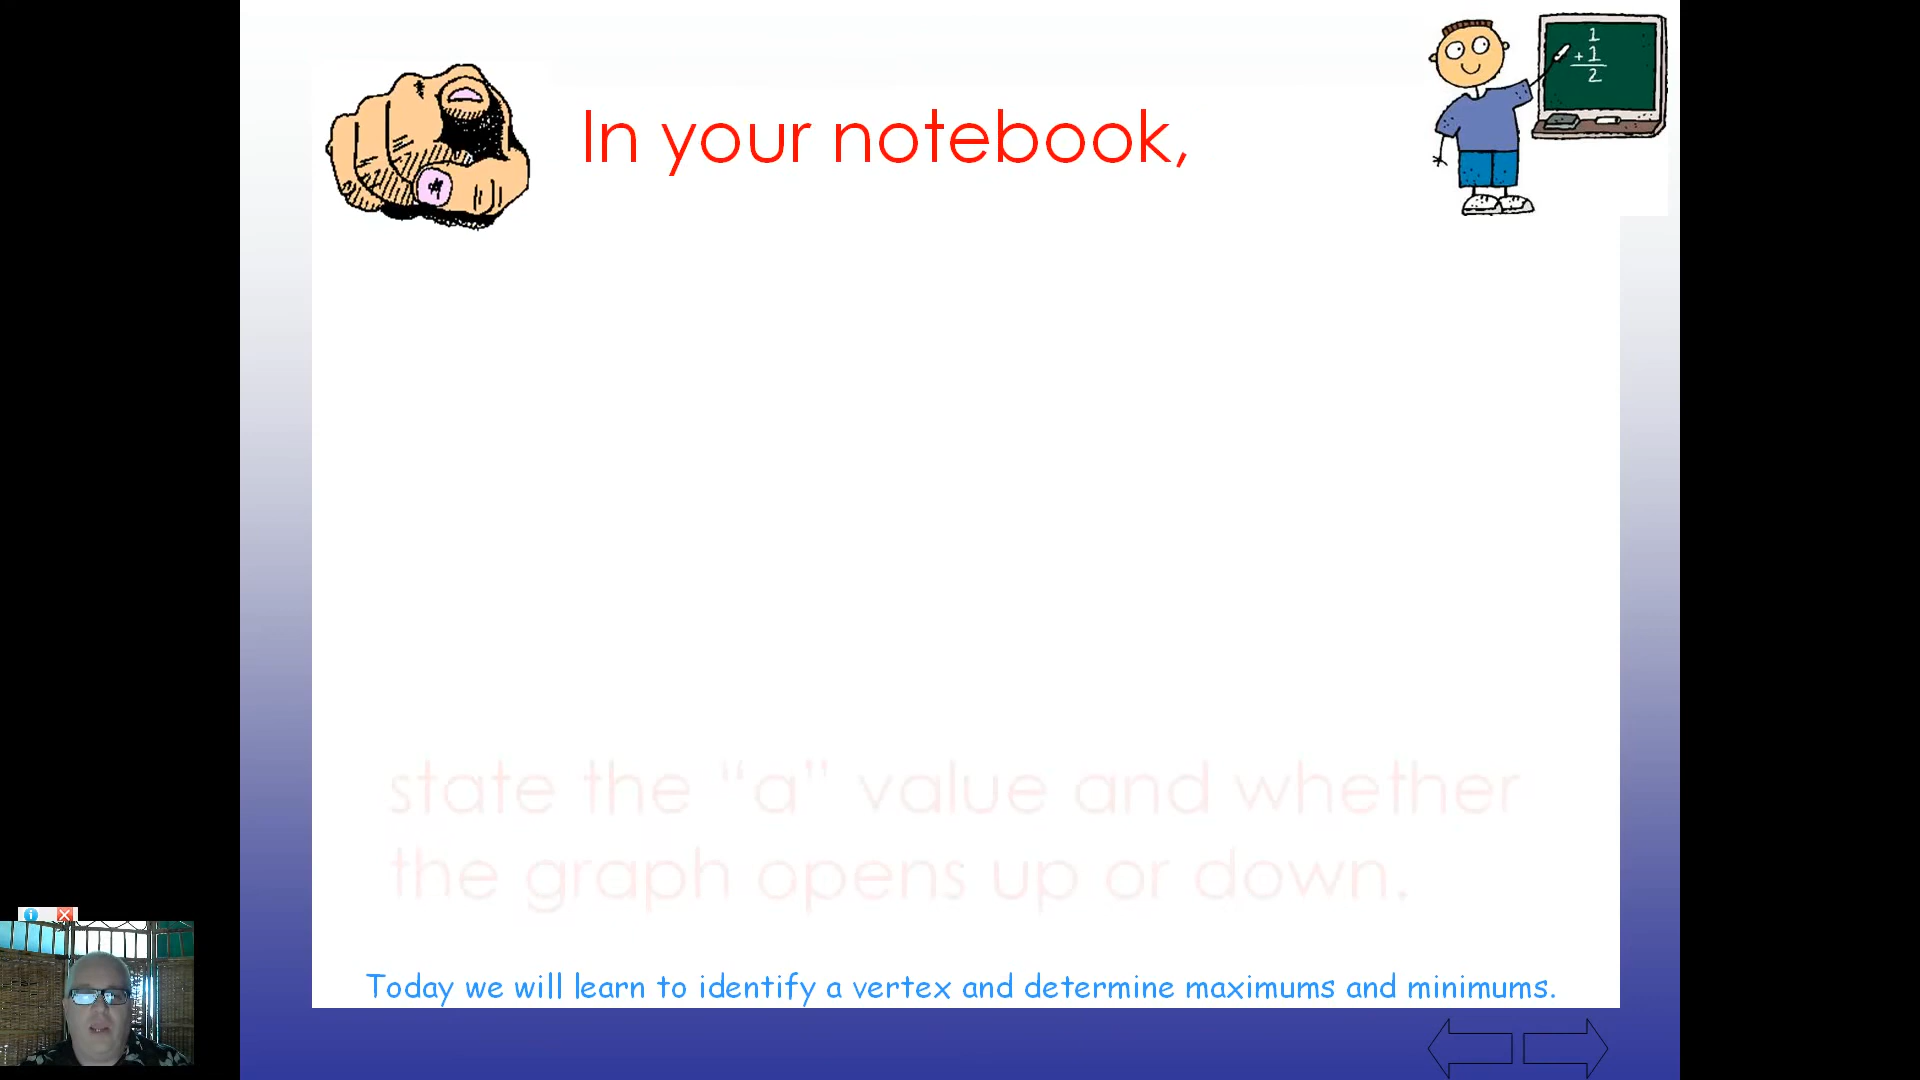 In your notebook,
1
+ 1
2
state the “a” value and whether
the graph opens up or down.
Today we will learn to identify a vertex and determine maximums and minimums.